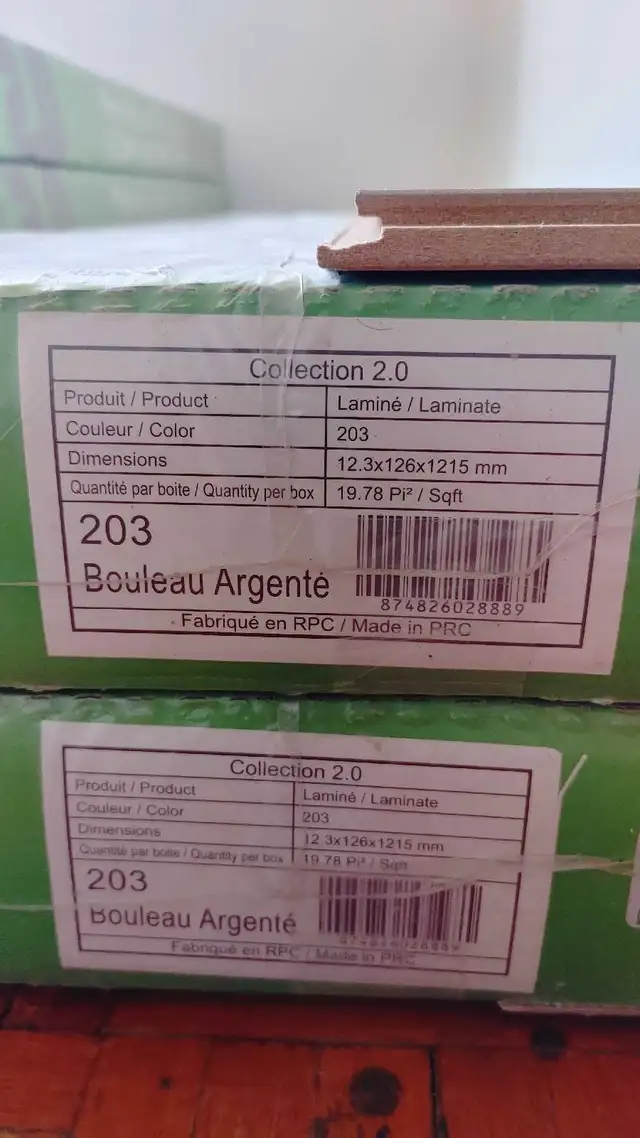 Collection 2.0
Produit / Product Laminé / Laminate
Couleur / Color 203
Dimensions 12.3x126x1215 mm
Quantité par boite / Quantity per box 19.78 Pi² / Sqft
203
Bouleau Argenté
874826028889
Fabriqué en RPC / Made in PRC
Collection 2.0
Produit / Product Laminé / Laminate
Couleur / Color 203
Dimensions 12.3x126x1215 mm
Quantité par boite / Quantity per box 19.78 Pi² / Sqft
203
Bouleau Argenté
874826028889
Fabriqué en RPC / Made in PRC